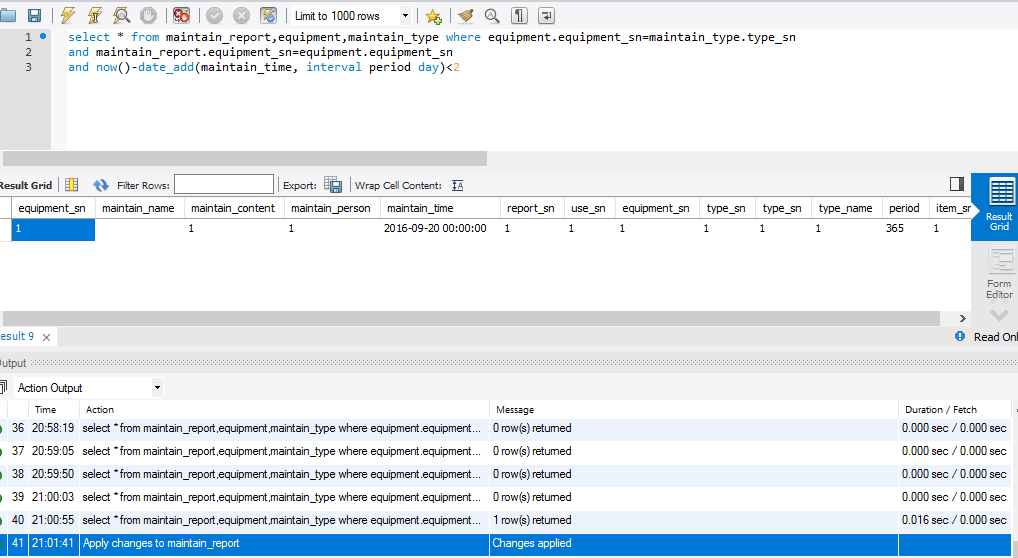 Limit to 1000 rows
1 select * from maintain_report,equipment,maintain_type where equipment.equipment_sn=maintain_type.type_sn
2 and maintain_report.equipment_sn=equipment.equipment_sn
3 and now()-date_add(maintain_time, interval period day)<2
Result Grid Filter Rows: Export: Wrap Cell Content:
equipment_sn maintain_name maintain_content maintain_person maintain_time report_sn use_sn equipment_sn type_sn type_sn type_name period item_sn
1 1 1 2016-09-20 00:00:00 1 1 1 1 1 1 365 1
Result
Grid
Form
Editor
esult 9
Read Onl
utput
Action Output
Time Action Message Duration / Fetch
36 20:58:19 select * from maintain_report,equipment,maintain_type where equipment.equipment... 0 row(s) returned 0.000 sec / 0.000 sec
37 20:59:05 select * from maintain_report,equipment,maintain_type where equipment.equipment... 0 row(s) returned 0.000 sec / 0.000 sec
38 20:59:50 select * from maintain_report,equipment,maintain_type where equipment.equipment... 0 row(s) returned 0.000 sec / 0.000 sec
39 21:00:03 select * from maintain_report,equipment,maintain_type where equipment.equipment... 0 row(s) returned 0.000 sec / 0.000 sec
40 21:00:55 select * from maintain_report,equipment,maintain_type where equipment.equipment... 1 row(s) returned 0.016 sec / 0.000 sec
41 21:01:41 Apply changes to maintain_report Changes applied